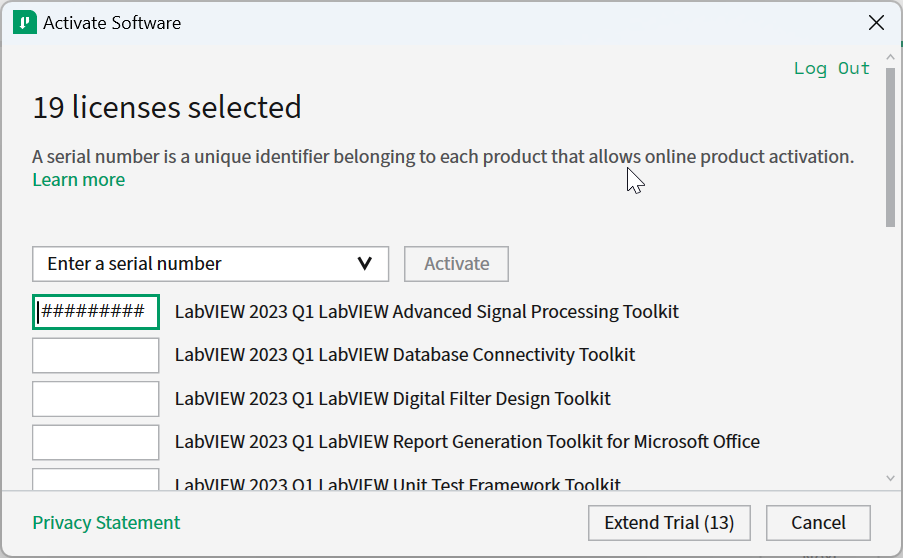 Activate Software
Log Out
19 licenses selected
A serial number is a unique identifier belonging to each product that allows online product activation.
Learn more
Enter a serial number
Activate
######### LabVIEW 2023 Q1 LabVIEW Advanced Signal Processing Toolkit
LabVIEW 2023 Q1 LabVIEW Database Connectivity Toolkit
LabVIEW 2023 Q1 LabVIEW Digital Filter Design Toolkit
LabVIEW 2023 Q1 LabVIEW Report Generation Toolkit for Microsoft Office
LabVIEW 2023 Q1 LabVIEW Unit Test Framework Toolkit
Privacy Statement
Extend Trial (13)
Cancel